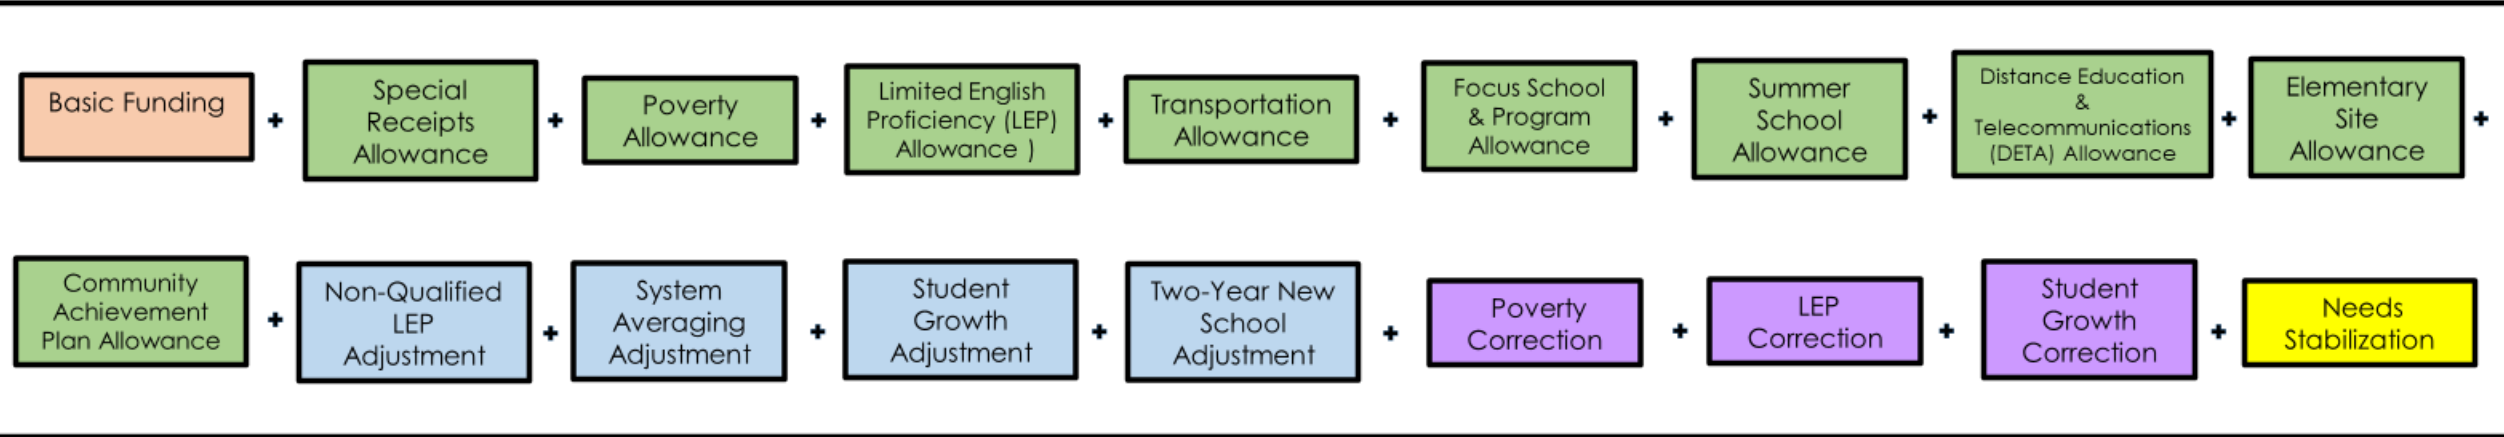 Basic Funding
+
Special
Receipts
Allowance
+
Poverty
Allowance
+
Limited English
Proficiency (LEP)
Allowance )
+
Transportation
Allowance
+
Focus School
& Program
Allowance
+
Summer
School
Allowance
+
Distance Education
&
Telecommunications
(DETA) Allowance
+
Elementary
Site
Allowance
+
Community
Achievement
Plan Allowance
+
Non-Qualified
LEP
Adjustment
+
System
Averaging
Adjustment
+
Student
Growth
Adjustment
+
Two-Year New
School
Adjustment
+
Poverty
Correction
+
LEP
Correction
+
Student
Growth
Correction
+
Needs
Stabilization